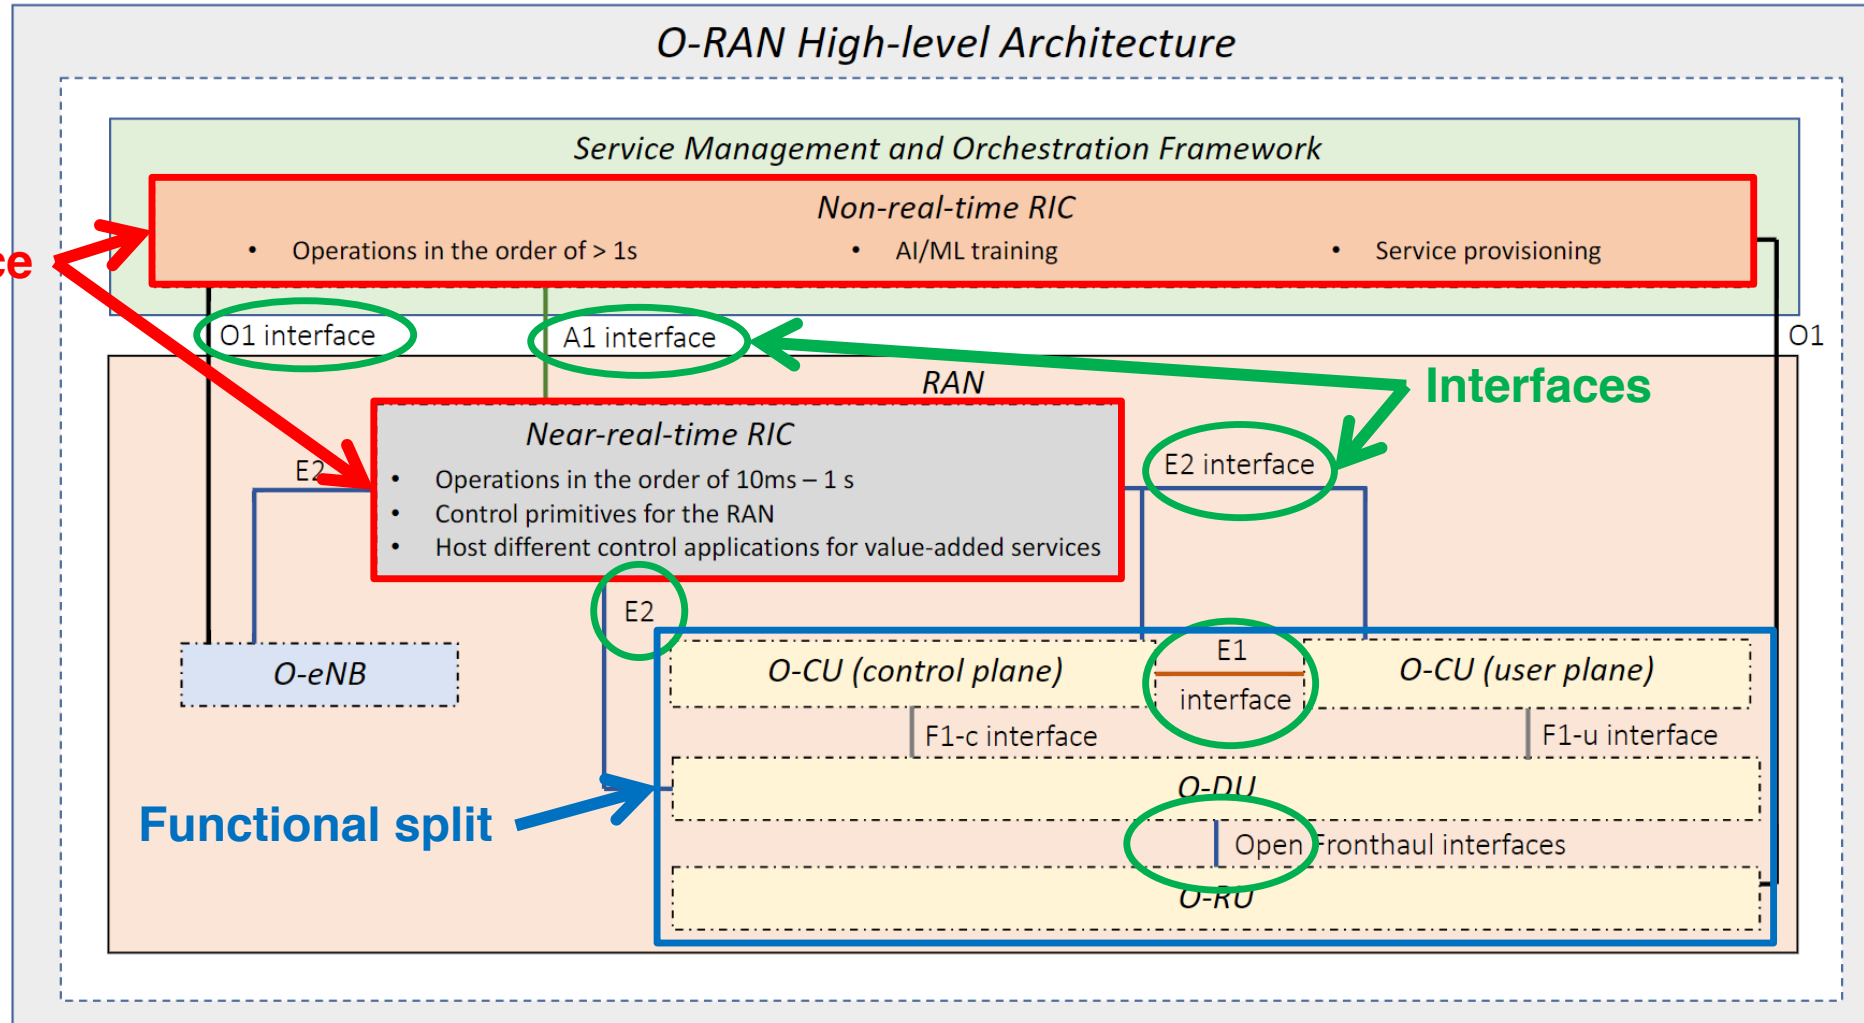 O-RAN High-level Architecture
Service Management and Orchestration Framework
Non-real-time RIC
• Operations in the order of > 1s
• AI/ML training
• Service provisioning
O1 interface
A1 interface
O1
RAN
Interfaces
Near-real-time RIC
E2
• Operations in the order of 10ms – 1 s
• Control primitives for the RAN
• Host different control applications for value-added services
E2 interface
E2
O-eNB
O-CU (control plane)
E1
interface
O-CU (user plane)
F1-c interface
F1-u interface
Functional split
O-DU
Open Fronthaul interfaces
O-RU